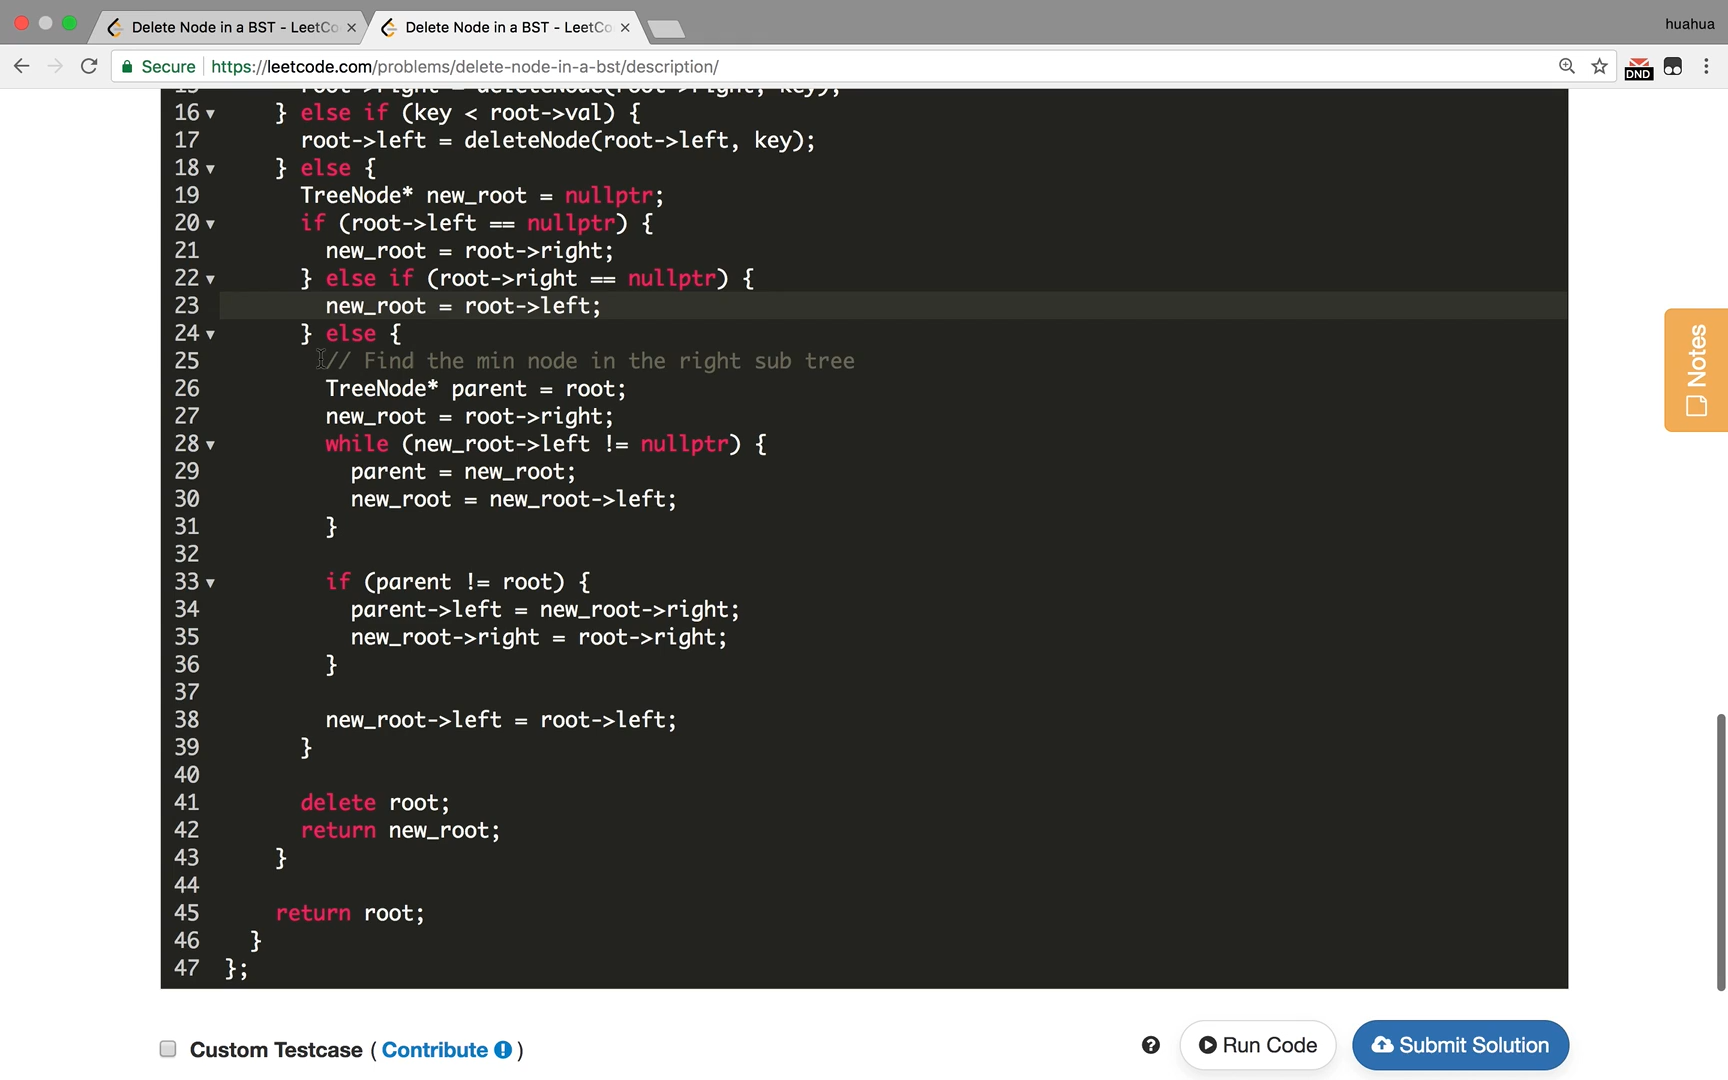 Delete Node in a BST - LeetCo
Delete Node in a BST - LeetCo
huahua
Secure
https://leetcode.com/problems/delete-node-in-a-bst/description/
DND
15 root->right = deleteNode(root->right, key);
16 } else if (key < root->val) {
17 root->left = deleteNode(root->left, key);
18 } else {
19 TreeNode* new_root = nullptr;
20 if (root->left == nullptr) {
21 new_root = root->right;
22 } else if (root->right == nullptr) {
23 new_root = root->left;
24 } else {
25 // Find the min node in the right sub tree
26 TreeNode* parent = root;
27 new_root = root->right;
28 while (new_root->left != nullptr) {
29 parent = new_root;
30 new_root = new_root->left;
31 }
32
33 if (parent != root) {
34 parent->left = new_root->right;
35 new_root->right = root->right;
36 }
37
38 new_root->left = root->left;
39 }
40
41 delete root;
42 return new_root;
43 }
44
45 return root;
46 }
47 };
Notes
Custom Testcase ( Contribute )
Run Code
Submit Solution